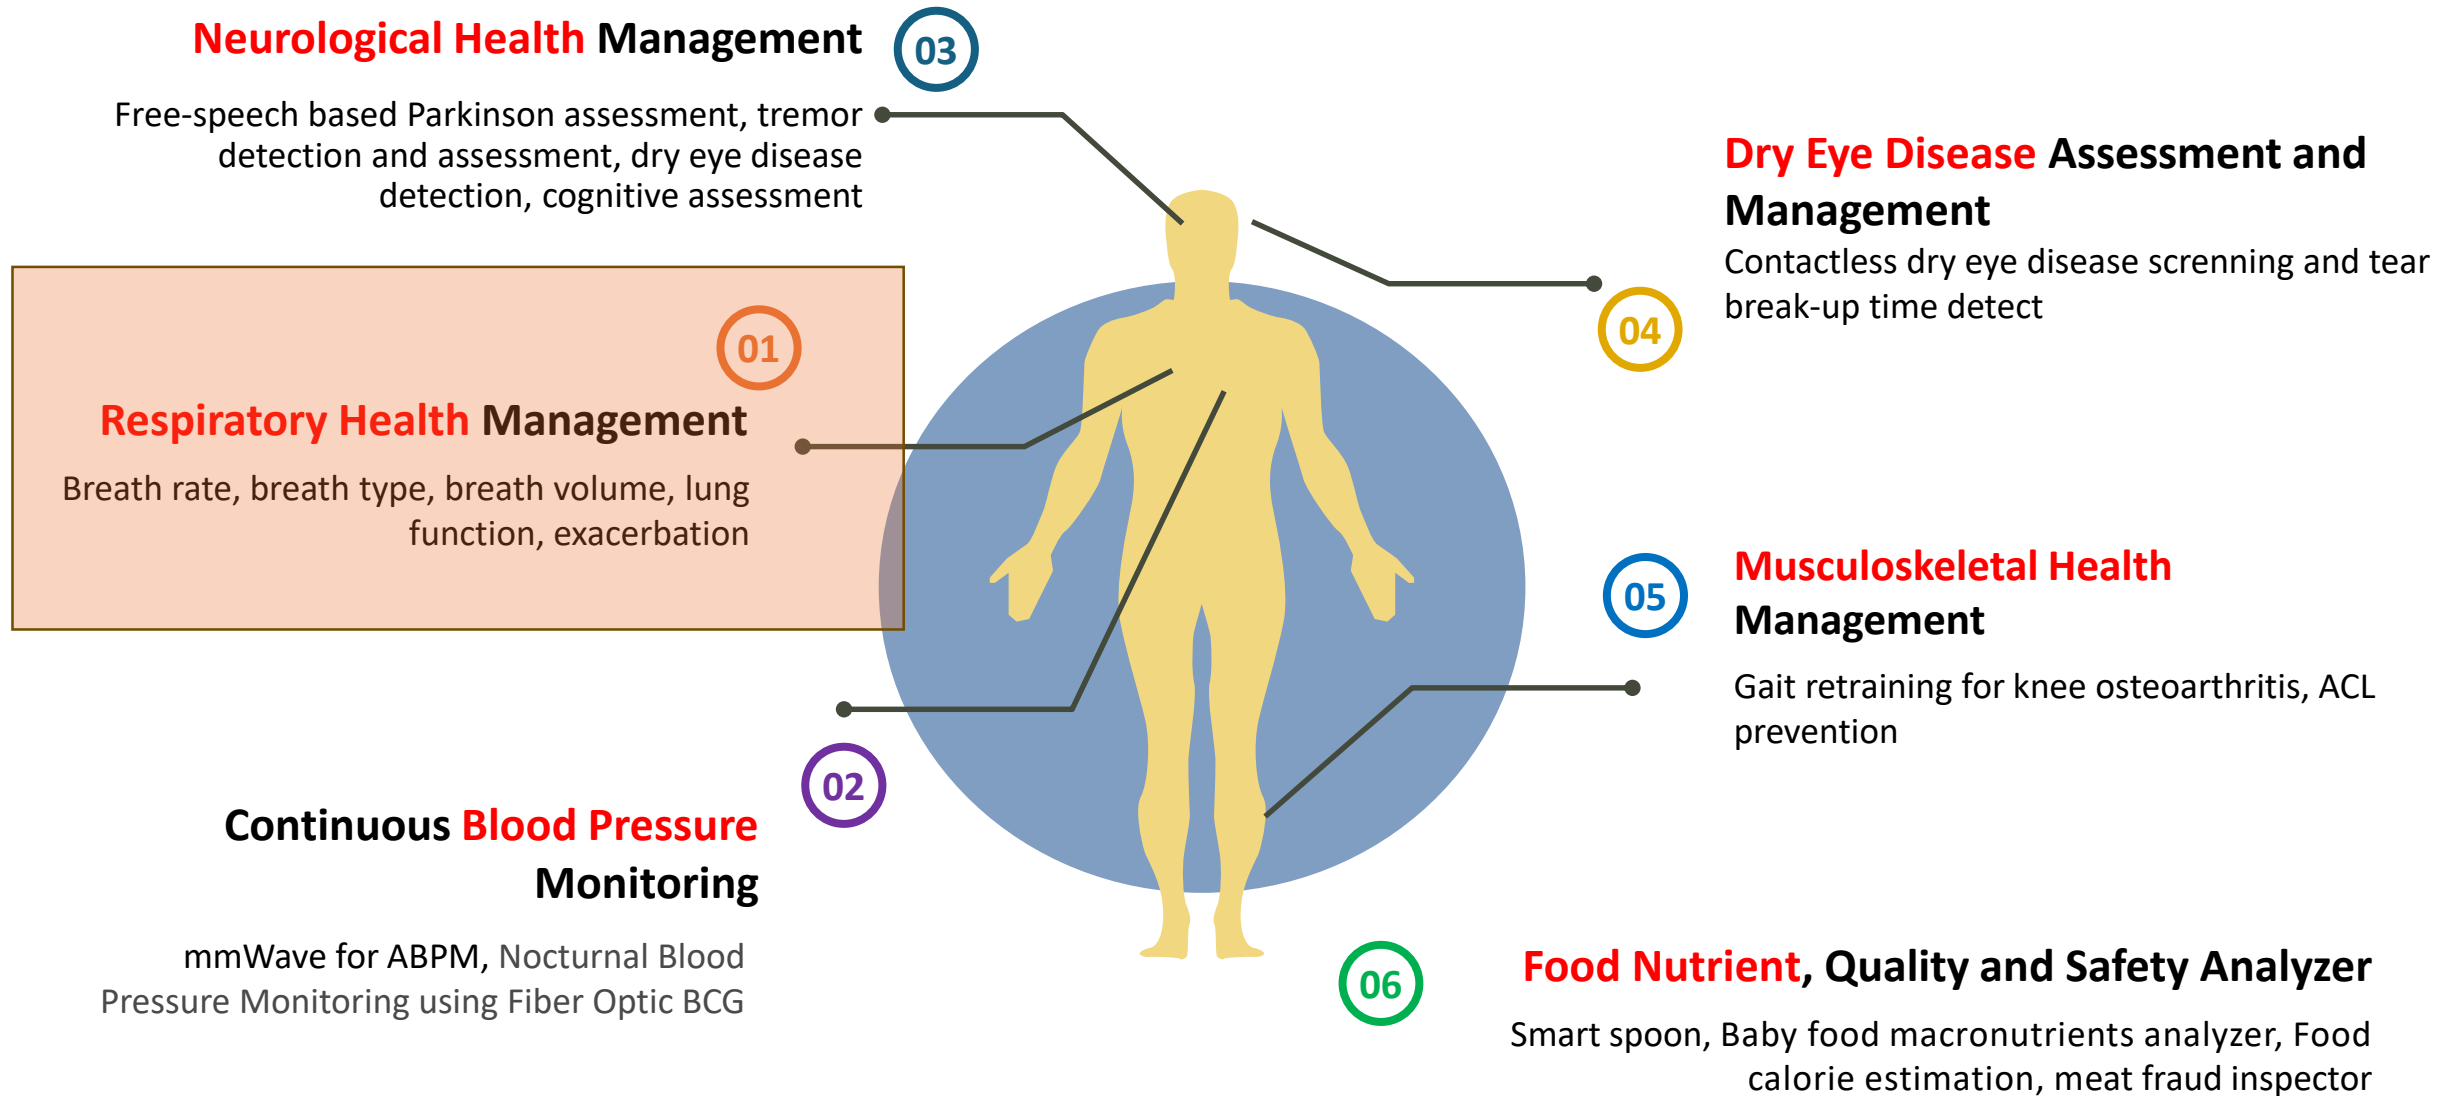 Neurological Health Management
03
Free-speech based Parkinson assessment, tremor
detection and assessment, dry eye disease
detection, cognitive assessment
01
Respiratory Health Management
Breath rate, breath type, breath volume, lung
function, exacerbation
02
Continuous Blood Pressure
Monitoring
mmWave for ABPM, Nocturnal Blood
Pressure Monitoring using Fiber Optic BCG
Dry Eye Disease Assessment and
Management
Contactless dry eye disease screnning and tear
break-up time detect
04
05
Musculoskeletal Health
Management
Gait retraining for knee osteoarthritis, ACL
prevention
06
Food Nutrient, Quality and Safety Analyzer
Smart spoon, Baby food macronutrients analyzer, Food
calorie estimation, meat fraud inspector